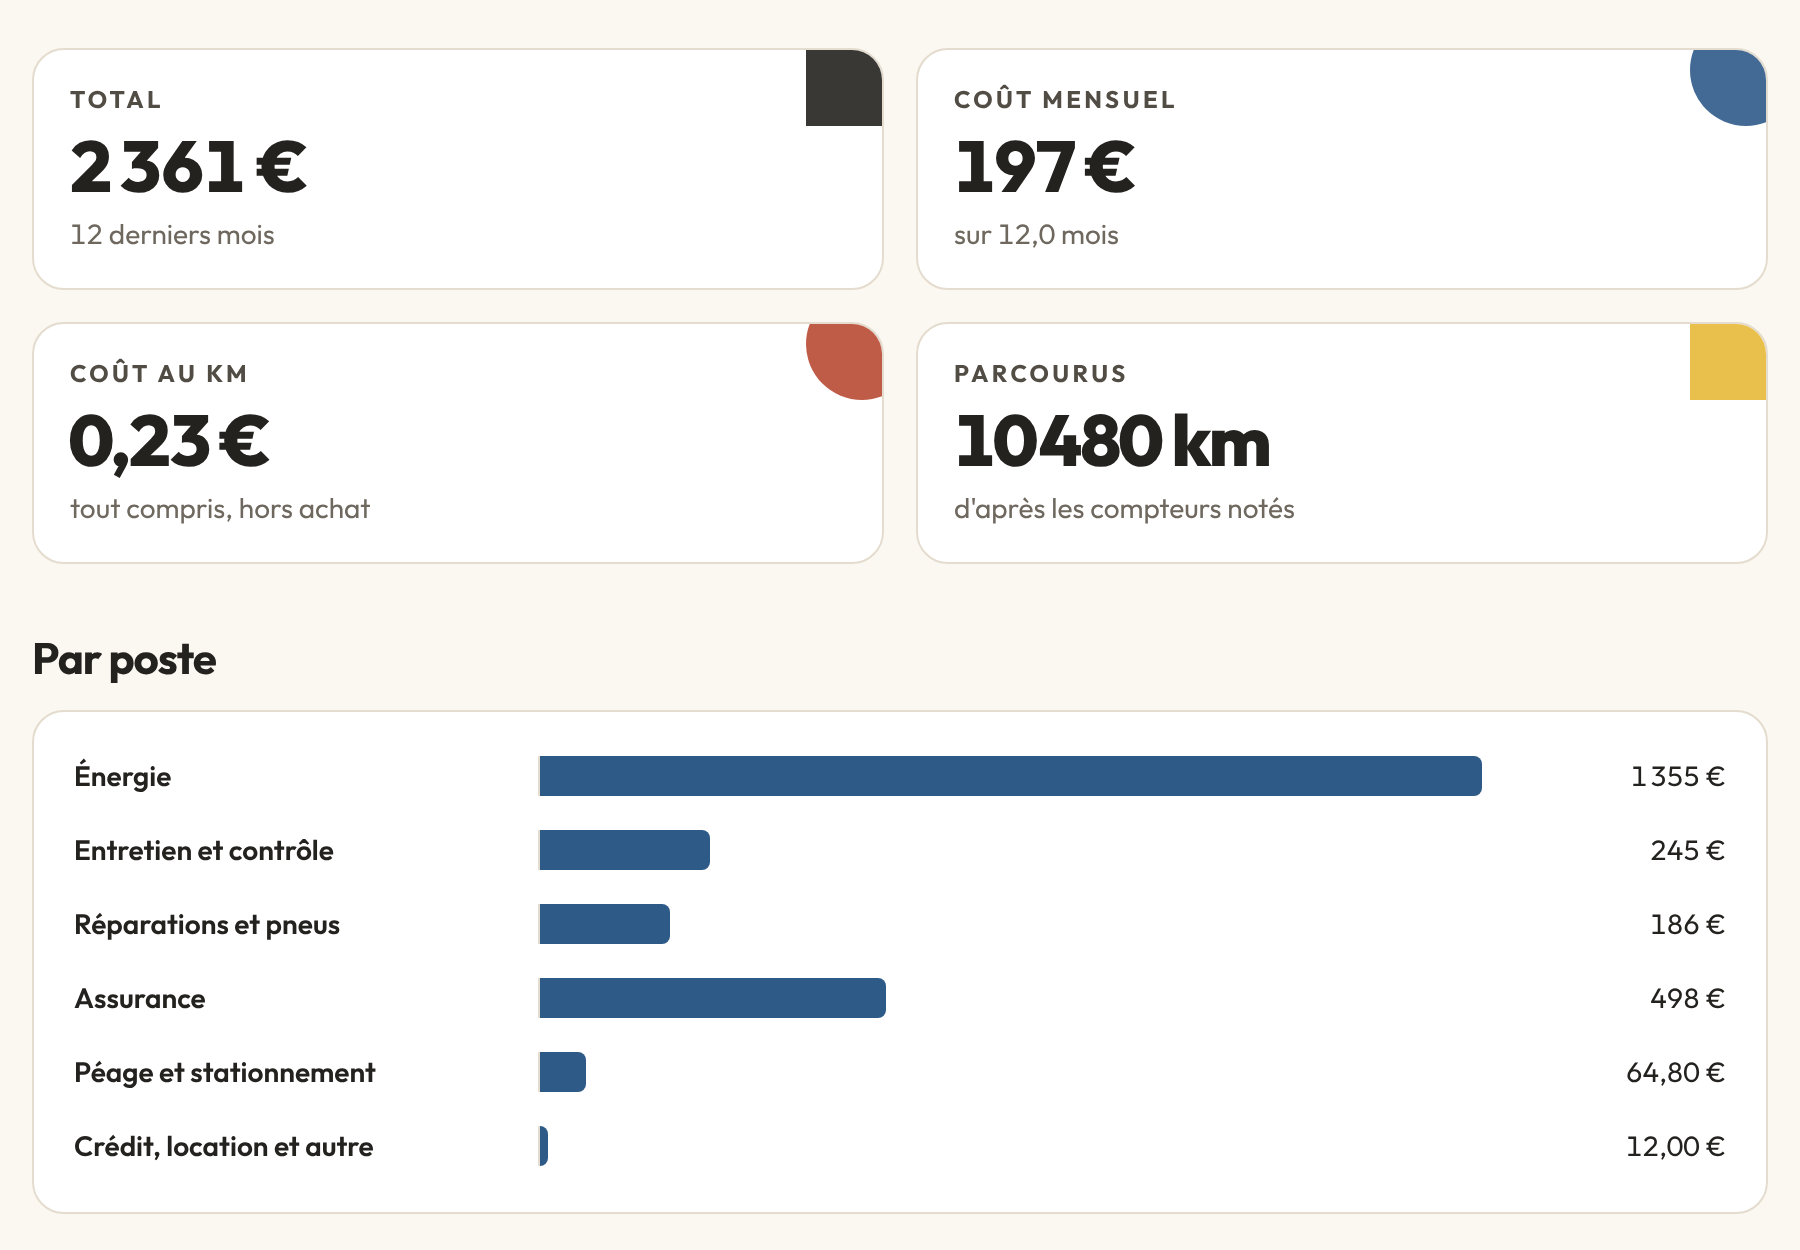 TOTAL
2 361 €
12 derniers mois
COÛT MENSUEL
197 €
sur 12,0 mois
COÛT AU KM
0,23 €
tout compris, hors achat
PARCOURUS
10 480 km
d'après les compteurs notés
Par poste
Énergie 1 355 €
Entretien et contrôle 245 €
Réparations et pneus 186 €
Assurance 498 €
Péage et stationnement 64,80 €
Crédit, location et autre 12,00 €